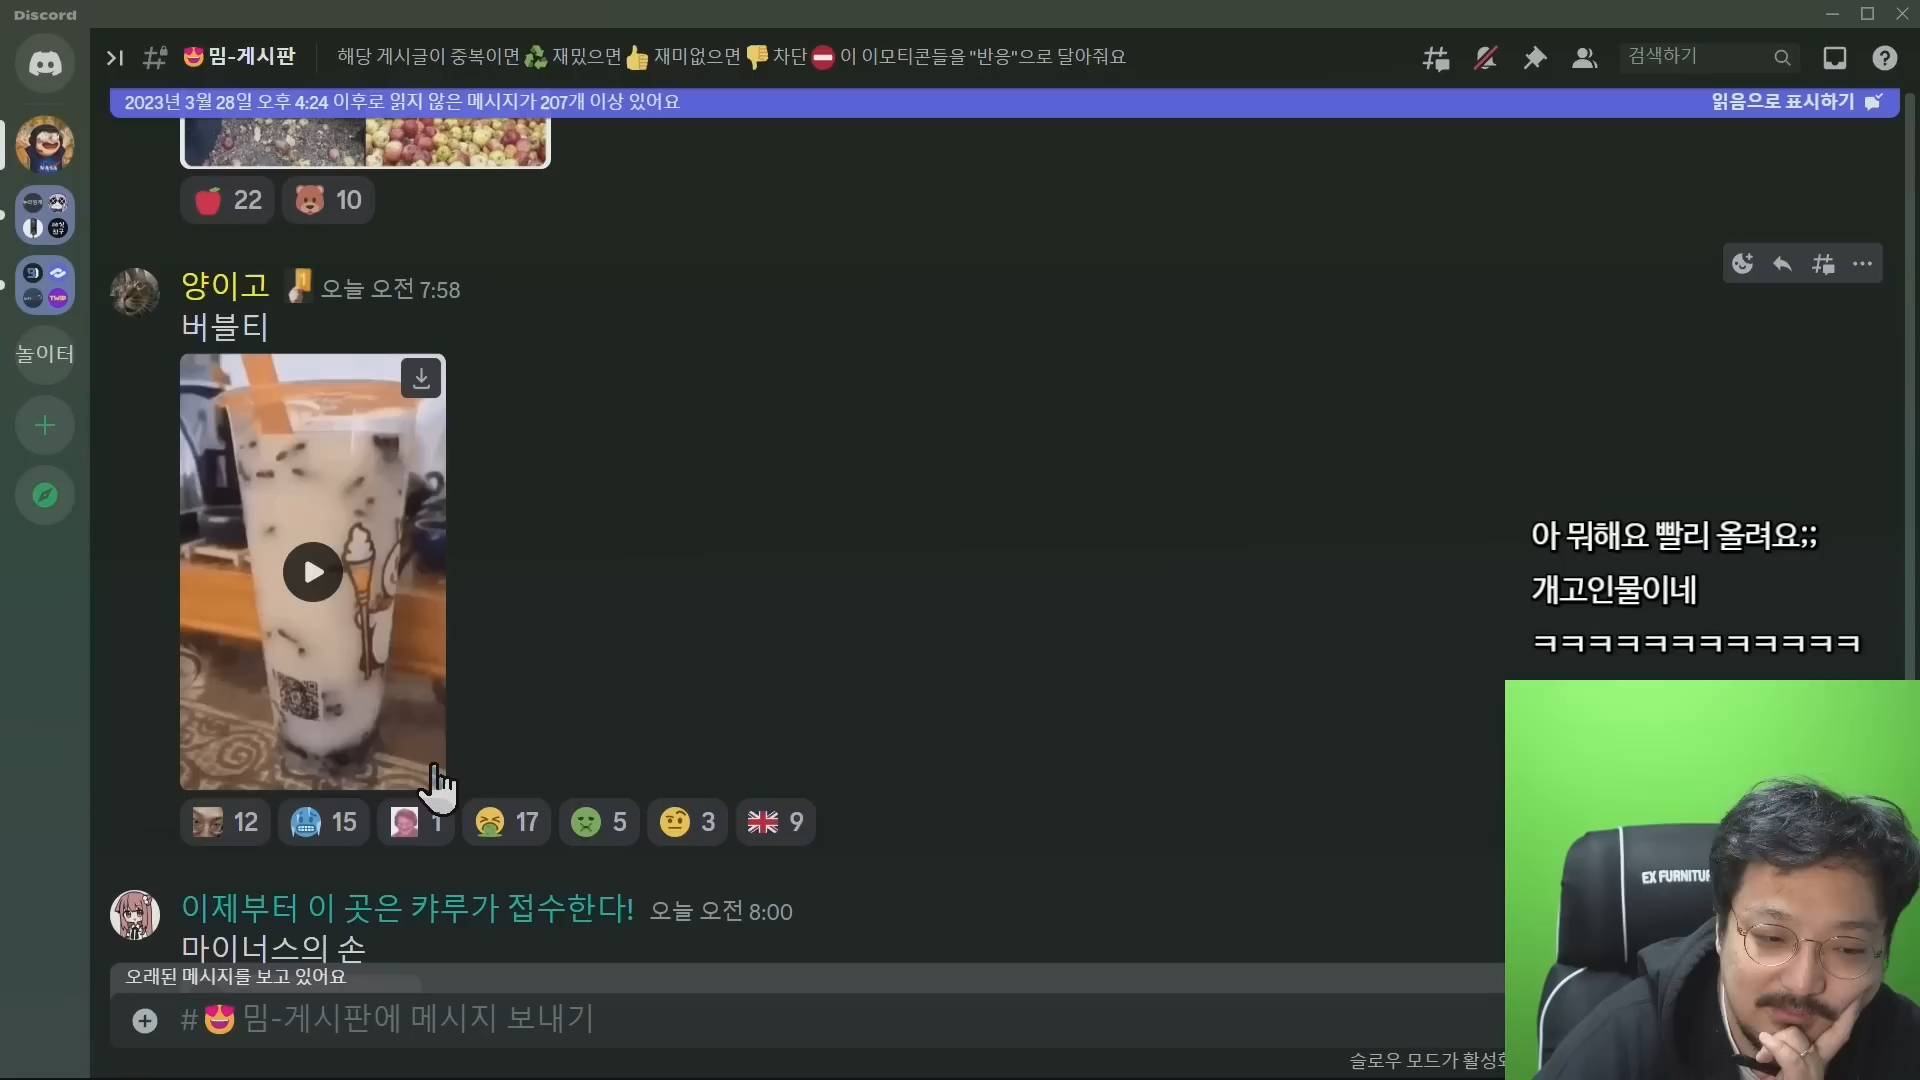 Discord
밈-게시판
해당 게시글이 중복이면 재밌으면 재미없으면 차단 이 이모티콘들을 "반응"으로 달아줘요
검색하기
2023년 3월 28일 오후 4:24 이후로 읽지 않은 메시지가 207개 이상 있어요
읽음으로 표시하기
22
10
양이고 오늘 오전 7:58
버블티
놀이터
아 뭐해요 빨리 올려요;;
개고인물이네
ㅋㅋㅋㅋㅋㅋㅋㅋㅋㅋㅋㅋ
12
15
1
17
5
3
9
이제부터 이 곳은 캬루가 접수한다! 오늘 오전 8:00
마이너스의 손
오래된 메시지를 보고 있어요
#밈-게시판에 메시지 보내기
슬로우 모드가
NASA
TWIP
EX FURNITUR